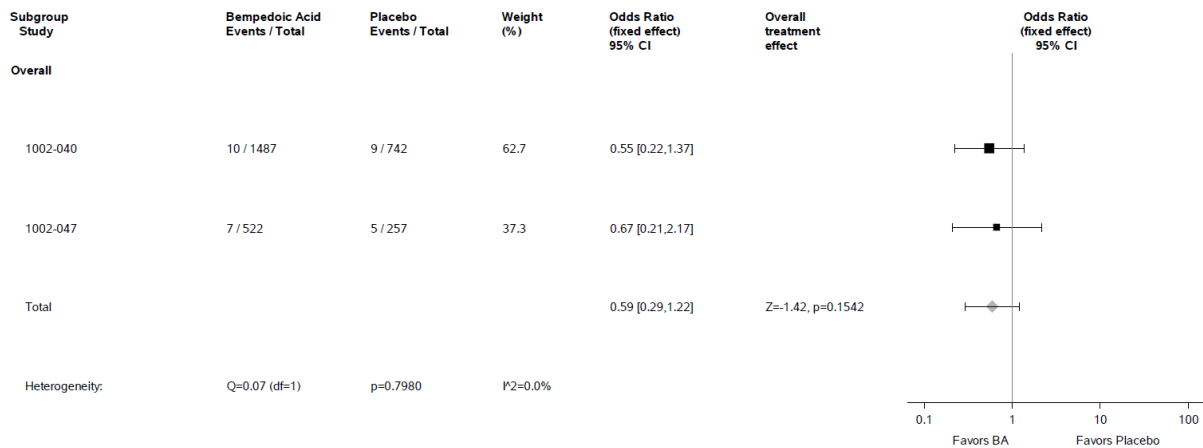 Subgroup Bempedoic Acid Placebo Weight Odds Ratio Overall Odds Ratio
Study Events / Total Events / Total (%) (fixed effect) treatment (fixed effect)
95% CI effect 95% CI
Overall
1002-040 10 / 1487 9 / 742 62.7 0.55 [0.22,1.37]
1002-047 7 / 522 5 / 257 37.3 0.67 [0.21,2.17]
Total 0.59 [0.29,1.22] Z=-1.42, p=0.1542
Heterogeneity: Q=0.07 (df=1) p=0.7980 I^2=0.0%
0.1 1 10 100
Favors BA Favors Placebo